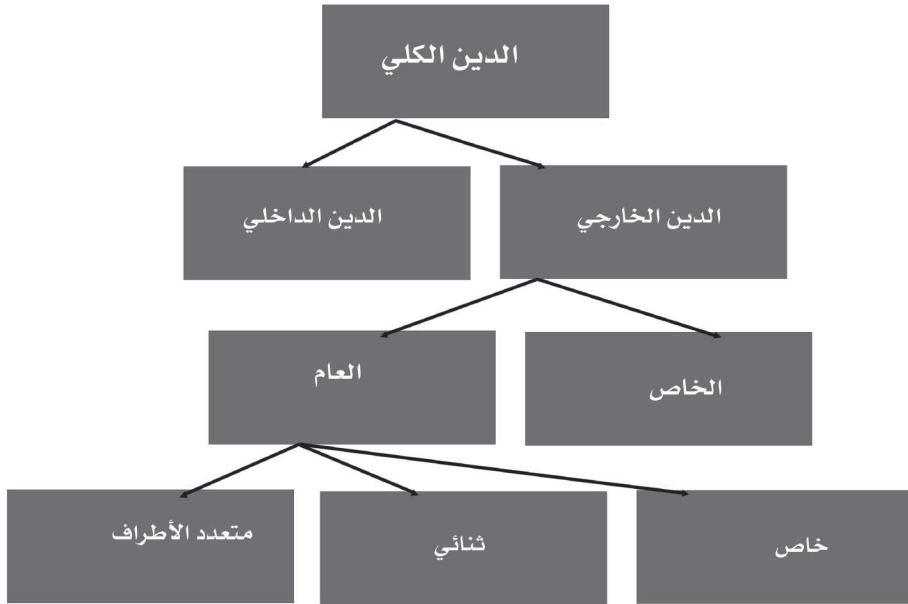 الدين الكلي
الدين الخارجي
الدين الداخلي
الخاص
العام
خاص
ثنائي
متعدد الأطراف